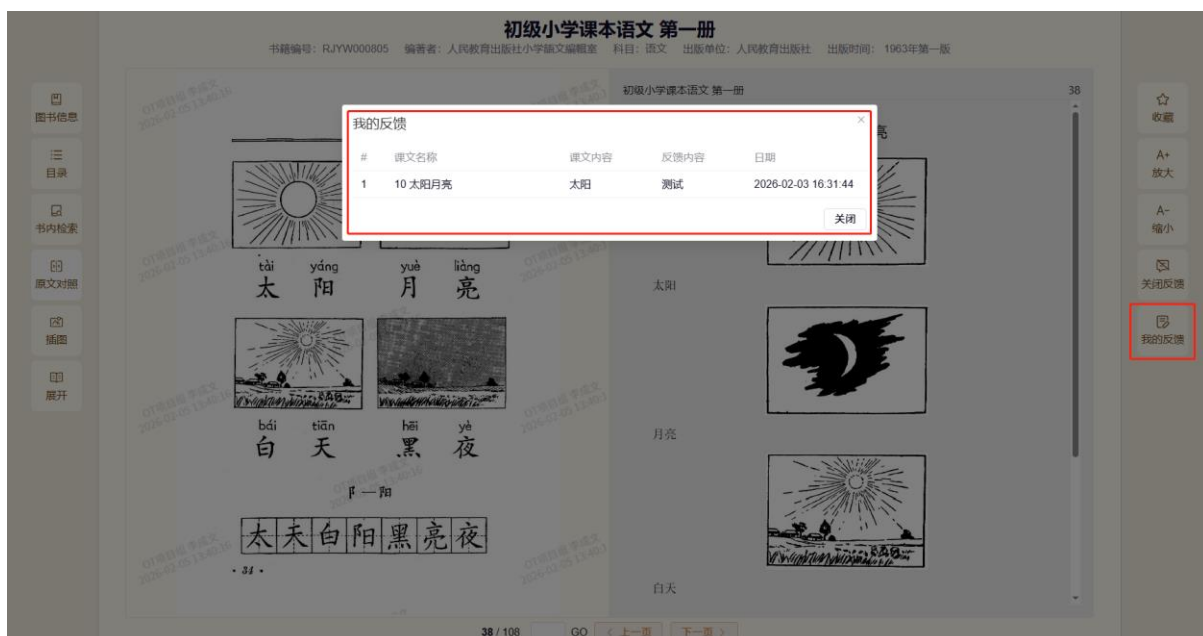 初级小学课本语文 第一册
书籍编号：RJYW000805 编著者：人民教育出版社小学语文编辑室 科目：语文 出版单位：人民教育出版社 出版时间：1963年第一版
图书信息
目录
书内检索
原文对照
插图
展开
tài yáng yuè liàng
太 阳 月 亮
bái tiān hēi yè
白 天 黑 夜
阝—阳
太天白阳黑亮夜
· 34 ·
初级小学课本语文 第一册 38
亮
太阳
月亮
白天
我的反馈 ×
# 课文名称 课文内容 反馈内容 日期
1 10 太阳月亮 太阳 测试 2026-02-03 16:31:44
关闭
☆
收藏
A+
放大
A-
缩小
关闭反馈
我的反馈
38 / 108 GO < 上一页 下一页 >